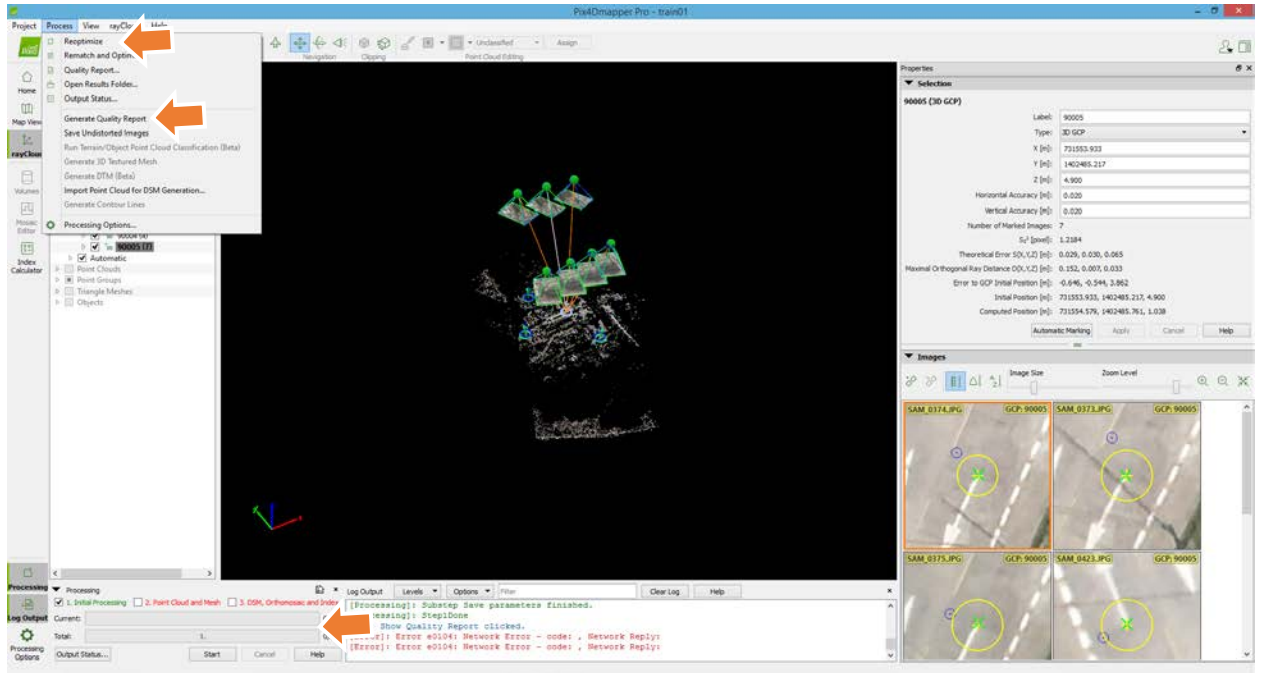 Pix4Dmapper Pro - train01
Project Process View rayClo Help
Reoptimize
Rematch and Optim
Quality Report...
Open Results Folder...
Output Status...
Generate Quality Report
Save Undistorted Images
Run Terrain/Object Point Cloud Classification (Beta)
Generate 3D Textured Mesh
Generate DTM (Beta)
Import Point Cloud for DSM Generation...
Generate Contour Lines
Processing Options...
Home
Map View
rayCloud
Volumes
Mosaic
Editor
Index
Calculator
Navigation
Clipping
Unclassified
Assign
Point Cloud Editing
90004 (4)
90005 (7)
Automatic
Point Clouds
Point Groups
Triangle Meshes
Objects
Properties
Selection
90005 (3D GCP)
Label: 90005
Type: 3D GCP
X [m]: 731553.933
Y [m]: 1402485.217
Z [m]: 4.900
Horizontal Accuracy [m]: 0.020
Vertical Accuracy [m]: 0.020
Number of Marked Images: 7
S₀² [pixel]: 1.2184
Theoretical Error S(X,Y,Z) [m]: 0.029, 0.030, 0.065
Maximal Orthogonal Ray Distance D(X,Y,Z) [m]: 0.152, 0.007, 0.033
Error to GCP Initial Position [m]: -0.646, -0.544, 3.862
Initial Position [m]: 731553.933, 1402485.217, 4.900
Computed Position [m]: 731554.579, 1402485.761, 1.038
Automatic Marking Apply Cancel Help
Images
Image Size Zoom Level
SAM_0374.JPG GCP: 90005 SAM_0373.JPG GCP: 90005
SAM_0375.JPG GCP: 90005 SAM_0423.JPG GCP: 90005
Processing
Log Output
Processing
Options
Processing
1. Initial Processing 2. Point Cloud and Mesh 3. DSM, Orthomosaic and Index
Current:
Total: 1.
Output Status... Start Cancel Help
Log Output Levels Options Filter Clear Log Help
[Processing]: Substep Save parameters finished.
essing]: Step1Done
Show Quality Report clicked.
]: Error e0104: Network Error - code: , Network Reply:
[Error]: Error e0104: Network Error - code: , Network Reply: